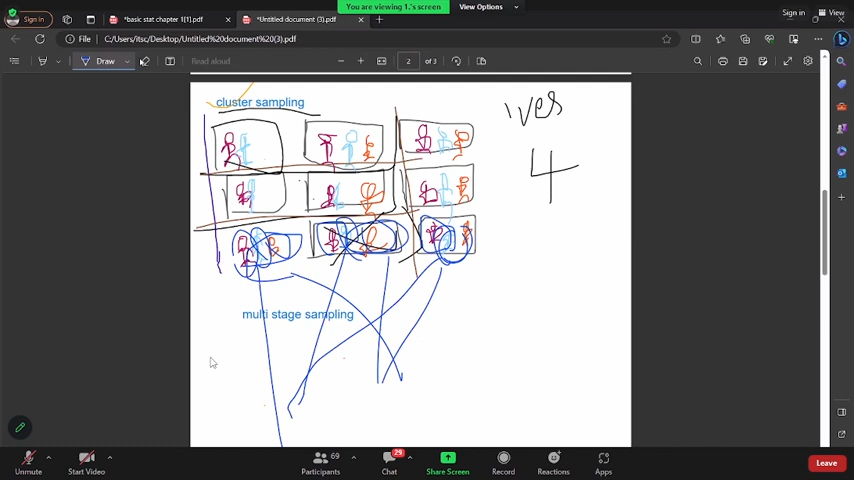 You are viewing 1's screen
View Options
Sign in
*basic stat chapter 1[1].pdf
*Untitled document (3).pdf
Sign in
View
File
C:/Users/itsc/Desktop/Untitled%20document%20(3).pdf
Draw
Read aloud
2
of 3
cluster sampling
4
multi stage sampling
Unmute
Start Video
69
Participants
29
Chat
Share Screen
Record
Reactions
Apps
Leave